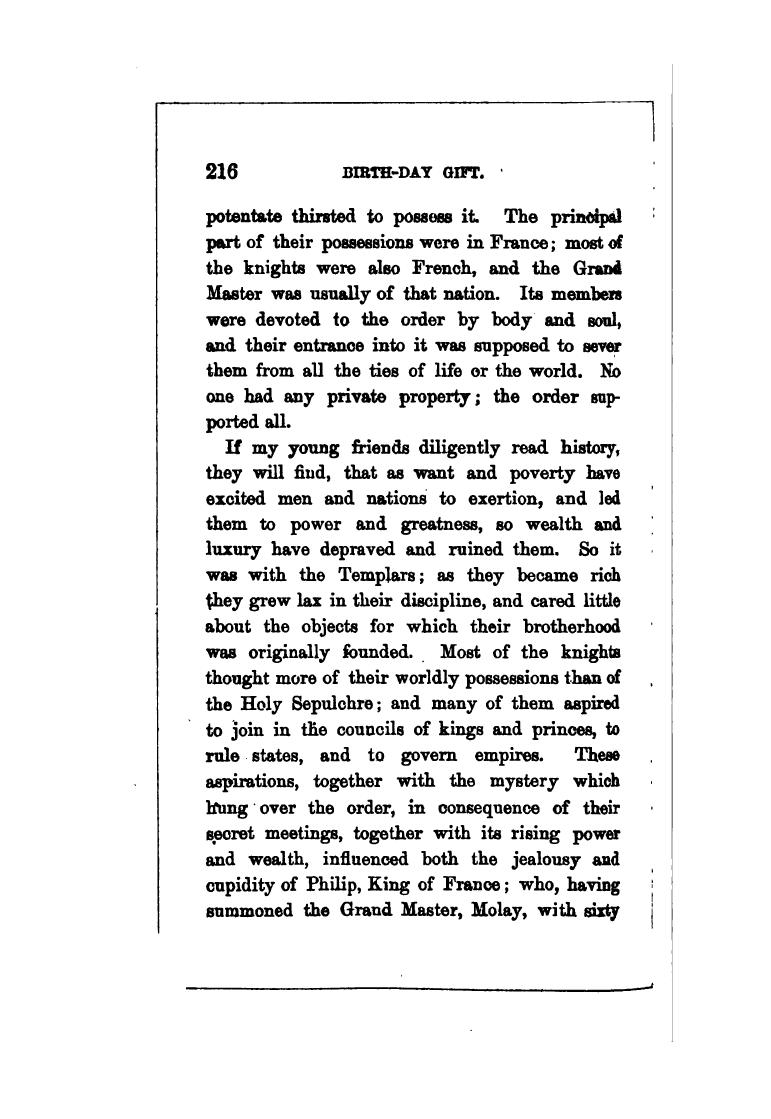 216 BIRTH-DAY GIFT.
potentate thirsted to possess it. The principal
part of their possessions were in France; most of
the knights were also French, and the Grand
Master was usually of that nation. Its members
were devoted to the order by body and soul,
and their entrance into it was supposed to sever
them from all the ties of life or the world. No
one had any private property; the order sup-
ported all.
If my young friends diligently read history,
they will find, that as want and poverty have
excited men and nations to exertion, and led
them to power and greatness, so wealth and
luxury have depraved and ruined them. So it
was with the Templars; as they became rich
they grew lax in their discipline, and cared little
about the objects for which their brotherhood
was originally founded. Most of the knights
thought more of their worldly possessions than of
the Holy Sepulchre; and many of them aspired
to join in the councils of kings and princes, to
rule states, and to govern empires. These
aspirations, together with the mystery which
hung over the order, in consequence of their
secret meetings, together with its rising power
and wealth, influenced both the jealousy and
cupidity of Philip, King of France; who, having
summoned the Grand Master, Molay, with sixty